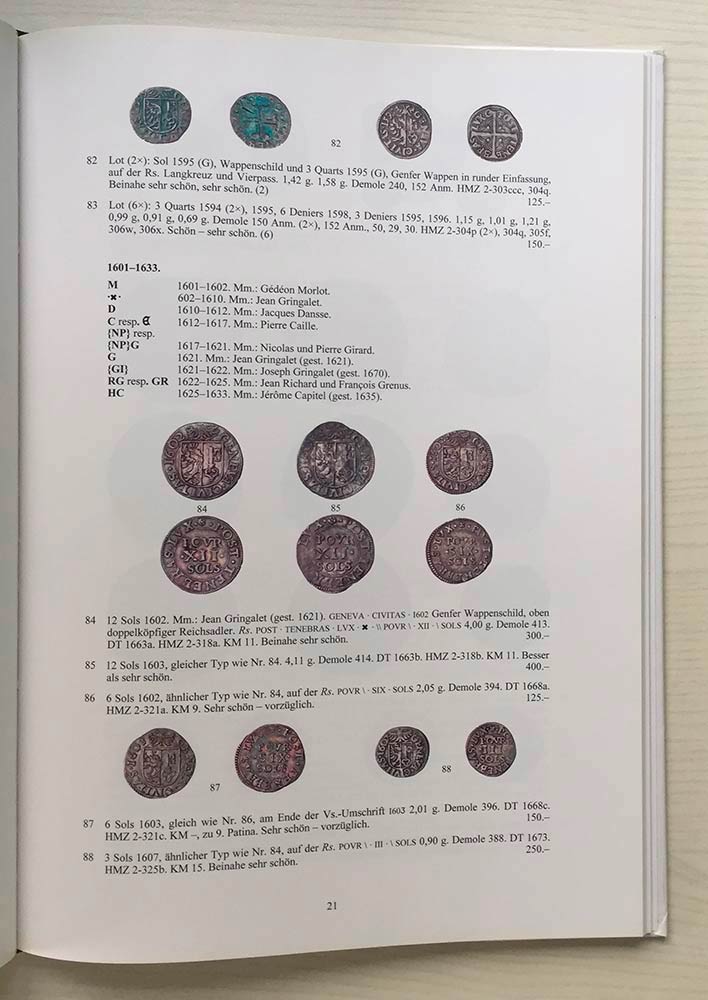 82
82 Lot (2×): Sol 1595 (G), Wappenschild und 3 Quarts 1595 (G), Genfer Wappen in runder Einfassung,
auf der Rs. Langkreuz und Vierpass. 1,42 g. 1,58 g. Demole 240, 152 Anm. HMZ 2-303ccc, 304q.
Beinahe sehr schön, sehr schön. (2) 125.–
83 Lot (6×): 3 Quarts 1594 (2×), 1595, 6 Deniers 1598, 3 Deniers 1595, 1596. 1,15 g, 1,01 g, 1,21 g,
0,99 g, 0,91 g, 0,69 g. Demole 150 Anm. (2×), 152 Anm., 50, 29, 30. HMZ 2-304p (2×), 304q, 305f,
306w, 306x. Schön – sehr schön. (6) 150.–
1601–1633.
M 1601–1602. Mm.: Gédéon Morlot.
·✖· 602–1610. Mm.: Jean Gringalet.
D 1610–1612. Mm.: Jacques Dansse.
C resp. ℭ 1612–1617. Mm.: Pierre Caille.
{NP} resp.
{NP}G 1617–1621. Mm.: Nicolas und Pierre Girard.
G 1621. Mm.: Jean Gringalet (gest. 1621).
{GI} 1621–1622. Mm.: Joseph Gringalet (gest. 1670).
RG resp. GR 1622–1625. Mm.: Jean Richard und François Grenus.
HC 1625–1633. Mm.: Jérôme Capitel (gest. 1635).
84 85 86
POVR
XII
SOLS
POVR
XII
SOLS
POVR
SIX
SOLS
84 12 Sols 1602. Mm.: Jean Gringalet (gest. 1621). GENEVA · CIVITAS · 1602 Genfer Wappenschild, oben
doppelköpfiger Reichsadler. Rs. POST · TENEBRAS · LVX · ✖ · \\ POVR \ · XII · \ SOLS 4,00 g. Demole 413.
DT 1663a. HMZ 2-318a. KM 11. Beinahe sehr schön. 300.–
85 12 Sols 1603, gleicher Typ wie Nr. 84. 4,11 g. Demole 414. DT 1663b. HMZ 2-318b. KM 11. Besser
als sehr schön. 400.–
86 6 Sols 1602, ähnlicher Typ wie Nr. 84, auf der Rs. POVR \ · SIX · SOLS 2,05 g. Demole 394. DT 1668a.
HMZ 2-321a. KM 9. Sehr schön – vorzüglich. 125.–
87 88
87 6 Sols 1603, gleich wie Nr. 86, am Ende der Vs.-Umschrift 1603 2,01 g. Demole 396. DT 1668c.
HMZ 2-321c. KM –, zu 9. Patina. Sehr schön – vorzüglich. 150.–
88 3 Sols 1607, ähnlicher Typ wie Nr. 84, auf der Rs. POVR \ · III · \ SOLS 0,90 g. Demole 388. DT 1673.
HMZ 2-325b. KM 15. Beinahe sehr schön. 250.–
21